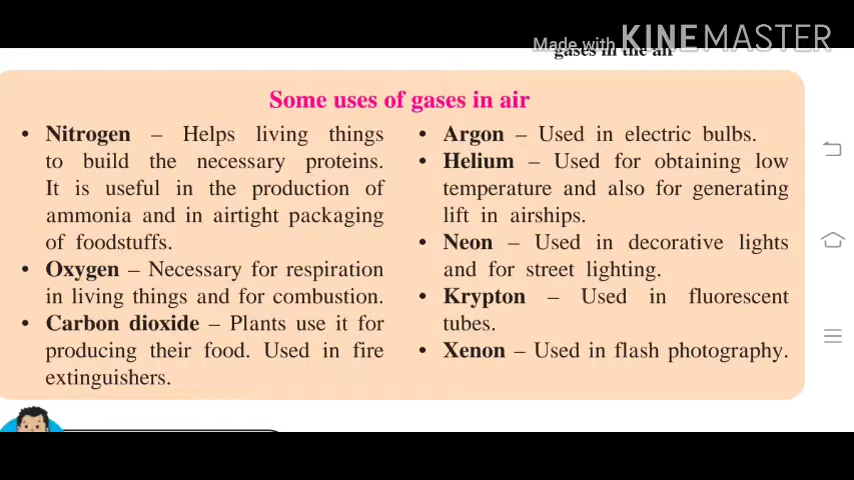 Made with KINEMASTER
gases in the air
Some uses of gases in air
• Nitrogen – Helps living things
to build the necessary proteins.
It is useful in the production of
ammonia and in airtight packaging
of foodstuffs.
• Oxygen – Necessary for respiration
in living things and for combustion.
• Carbon dioxide – Plants use it for
producing their food. Used in fire
extinguishers.
• Argon – Used in electric bulbs.
• Helium – Used for obtaining low
temperature and also for generating
lift in airships.
• Neon – Used in decorative lights
and for street lighting.
• Krypton – Used in fluorescent
tubes.
• Xenon – Used in flash photography.